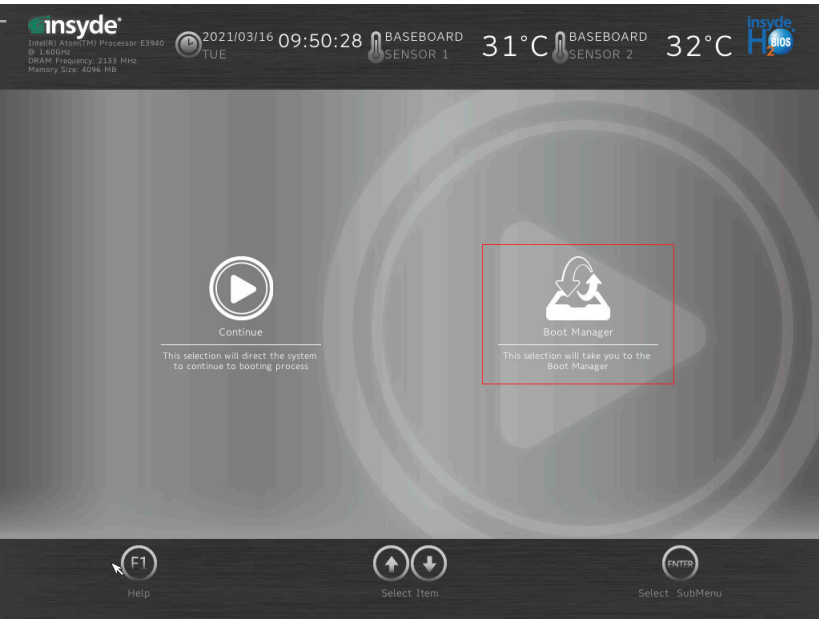 insyde
Intel(R) Atom(TM) Processor E3940
@ 1.60GHz
DRAM Frequency: 2133 MHz
Memory Size: 4096 MB
2021/03/16
TUE
09:50:28
BASEBOARD
SENSOR 1
31°C
BASEBOARD
SENSOR 2
32°C
insyde
H2O
BIOS
Continue
This selection will direct the system
to continue to booting process
Boot Manager
This selection will take you to the
Boot Manager
F1
Help
Select Item
ENTER
Select SubMenu